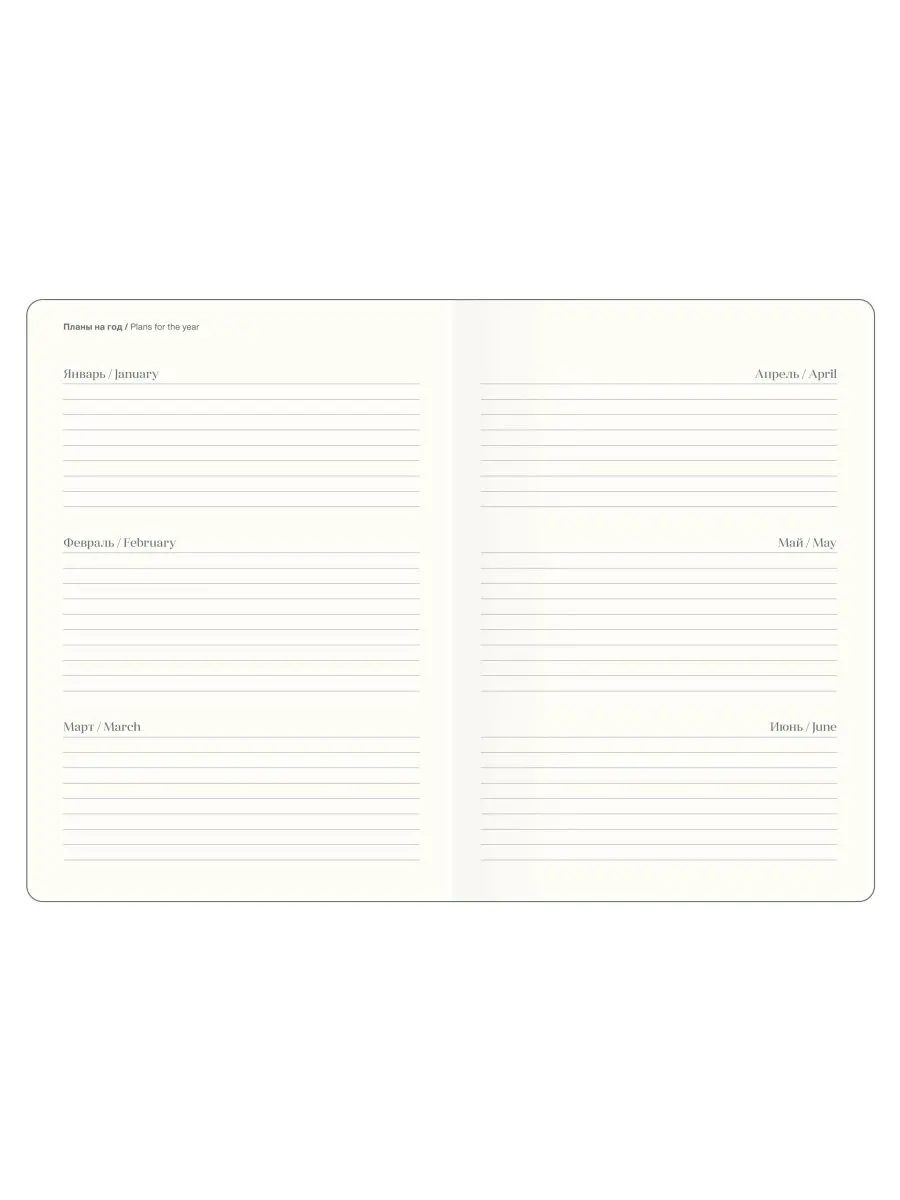 Планы на год / Plans for the year
Январь / January
Февраль / February
Март / March
Апрель / April
Май / May
Июнь / June